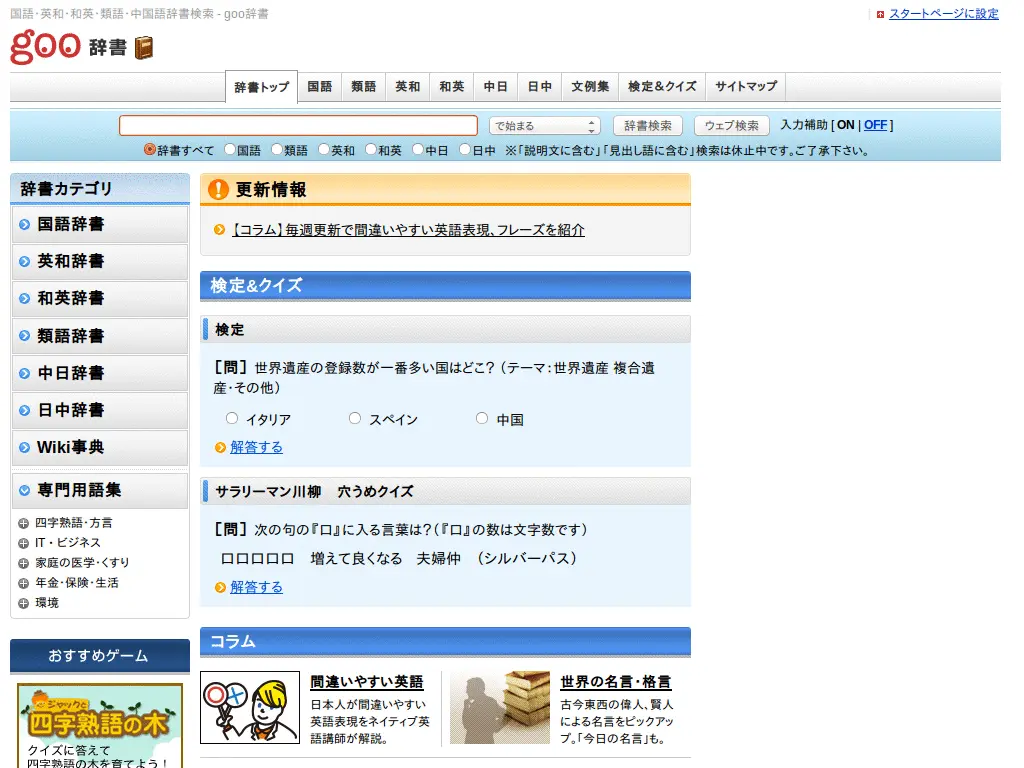 国語･英和･和英･類語･中国語辞書検索 - goo辞書
スタートページに設定
goo 辞書
辞書トップ 国語 類語 英和 和英 中日 日中 文例集 検定＆クイズ サイトマップ
で始まる 辞書検索 ウェブ検索 入力補助 [ ON | OFF ]
辞書すべて 国語 類語 英和 和英 中日 日中 ※｢説明文に含む｣｢見出し語に含む｣検索は休止中です。ご了承下さい。
辞書カテゴリ
国語辞書
英和辞書
和英辞書
類語辞書
中日辞書
日中辞書
Wiki事典
専門用語集
四字熟語･方言
IT・ビジネス
家庭の医学･くすり
年金･保険･生活
環境
おすすめゲーム
ジャックと
四字熟語の木
クイズに答えて
四字熟語の木を育てよう！
更新情報
【コラム】毎週更新で間違いやすい英語表現、フレーズを紹介
検定&クイズ
検定
［問］ 世界遺産の登録数が一番多い国はどこ？（テーマ：世界遺産 複合遺
産･その他）
イタリア スペイン 中国
解答する
サラリーマン川柳　穴うめクイズ
［問］ 次の句の『口』に入る言葉は？（『口』の数は文字数です）
口口口口口　増えて良くなる　夫婦仲　（シルバーパス）
解答する
コラム
間違いやすい英語
日本人が間違いやすい
英語表現をネイティブ英
語講師が解説。
世界の名言・格言
古今東西の偉人、賢人
による名言をピックアッ
プ。｢今日の名言｣も。